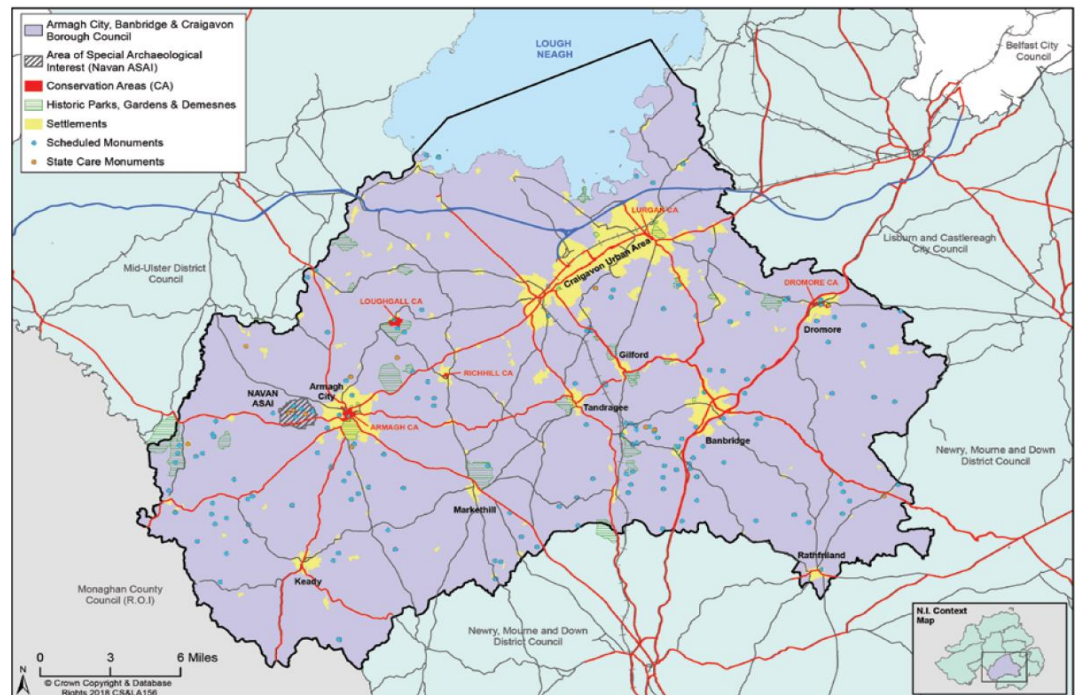 Armagh City, Banbridge & Craigavon
Borough Council
Area of Special Archaeological
Interest (Navan ASAI)
Conservation Areas (CA)
Historic Parks, Gardens & Demesnes
Settlements
Scheduled Monuments
State Care Monuments
LOUGH
NEAGH
Belfast City
Council
Mid-Ulster District
Council
LURGAN CA
Craigavon Urban Area
Lisburn and Castlereagh
City Council
DROMORE CA
Dromore
LOUGHGALL CA
Gilford
RICHHILL CA
NAVAN
ASAI
Armagh
City
ARMAGH CA
Tandragee
Banbridge
Newry, Mourne and Down
District Council
Markethill
Keady
Rathfriland
Monaghan County
Council (R.O.I)
Newry, Mourne and Down
District Council
N.I. Context
Map
N
0 3 6 Miles
© Crown Copyright & Database
Rights 2018 CS&LA156